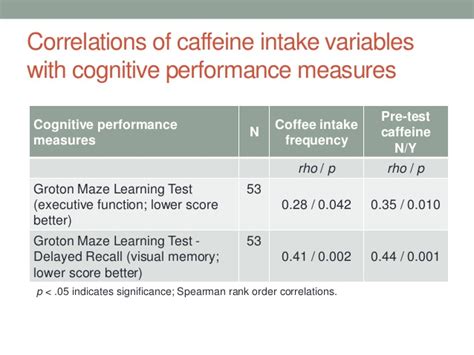 Correlations of caffeine intake variables
with cognitive performance measures
Cognitive performance
measures
N
Coffee intake
frequency
Pre-test
caffeine
N/Y
rho / p
rho / p
Groton Maze Learning Test
(executive function; lower score
better)
53
0.28 / 0.042
0.35 / 0.010
Groton Maze Learning Test -
Delayed Recall (visual memory;
lower score better)
53
0.41 / 0.002
0.44 / 0.001
p < .05 indicates significance; Spearman rank order correlations.